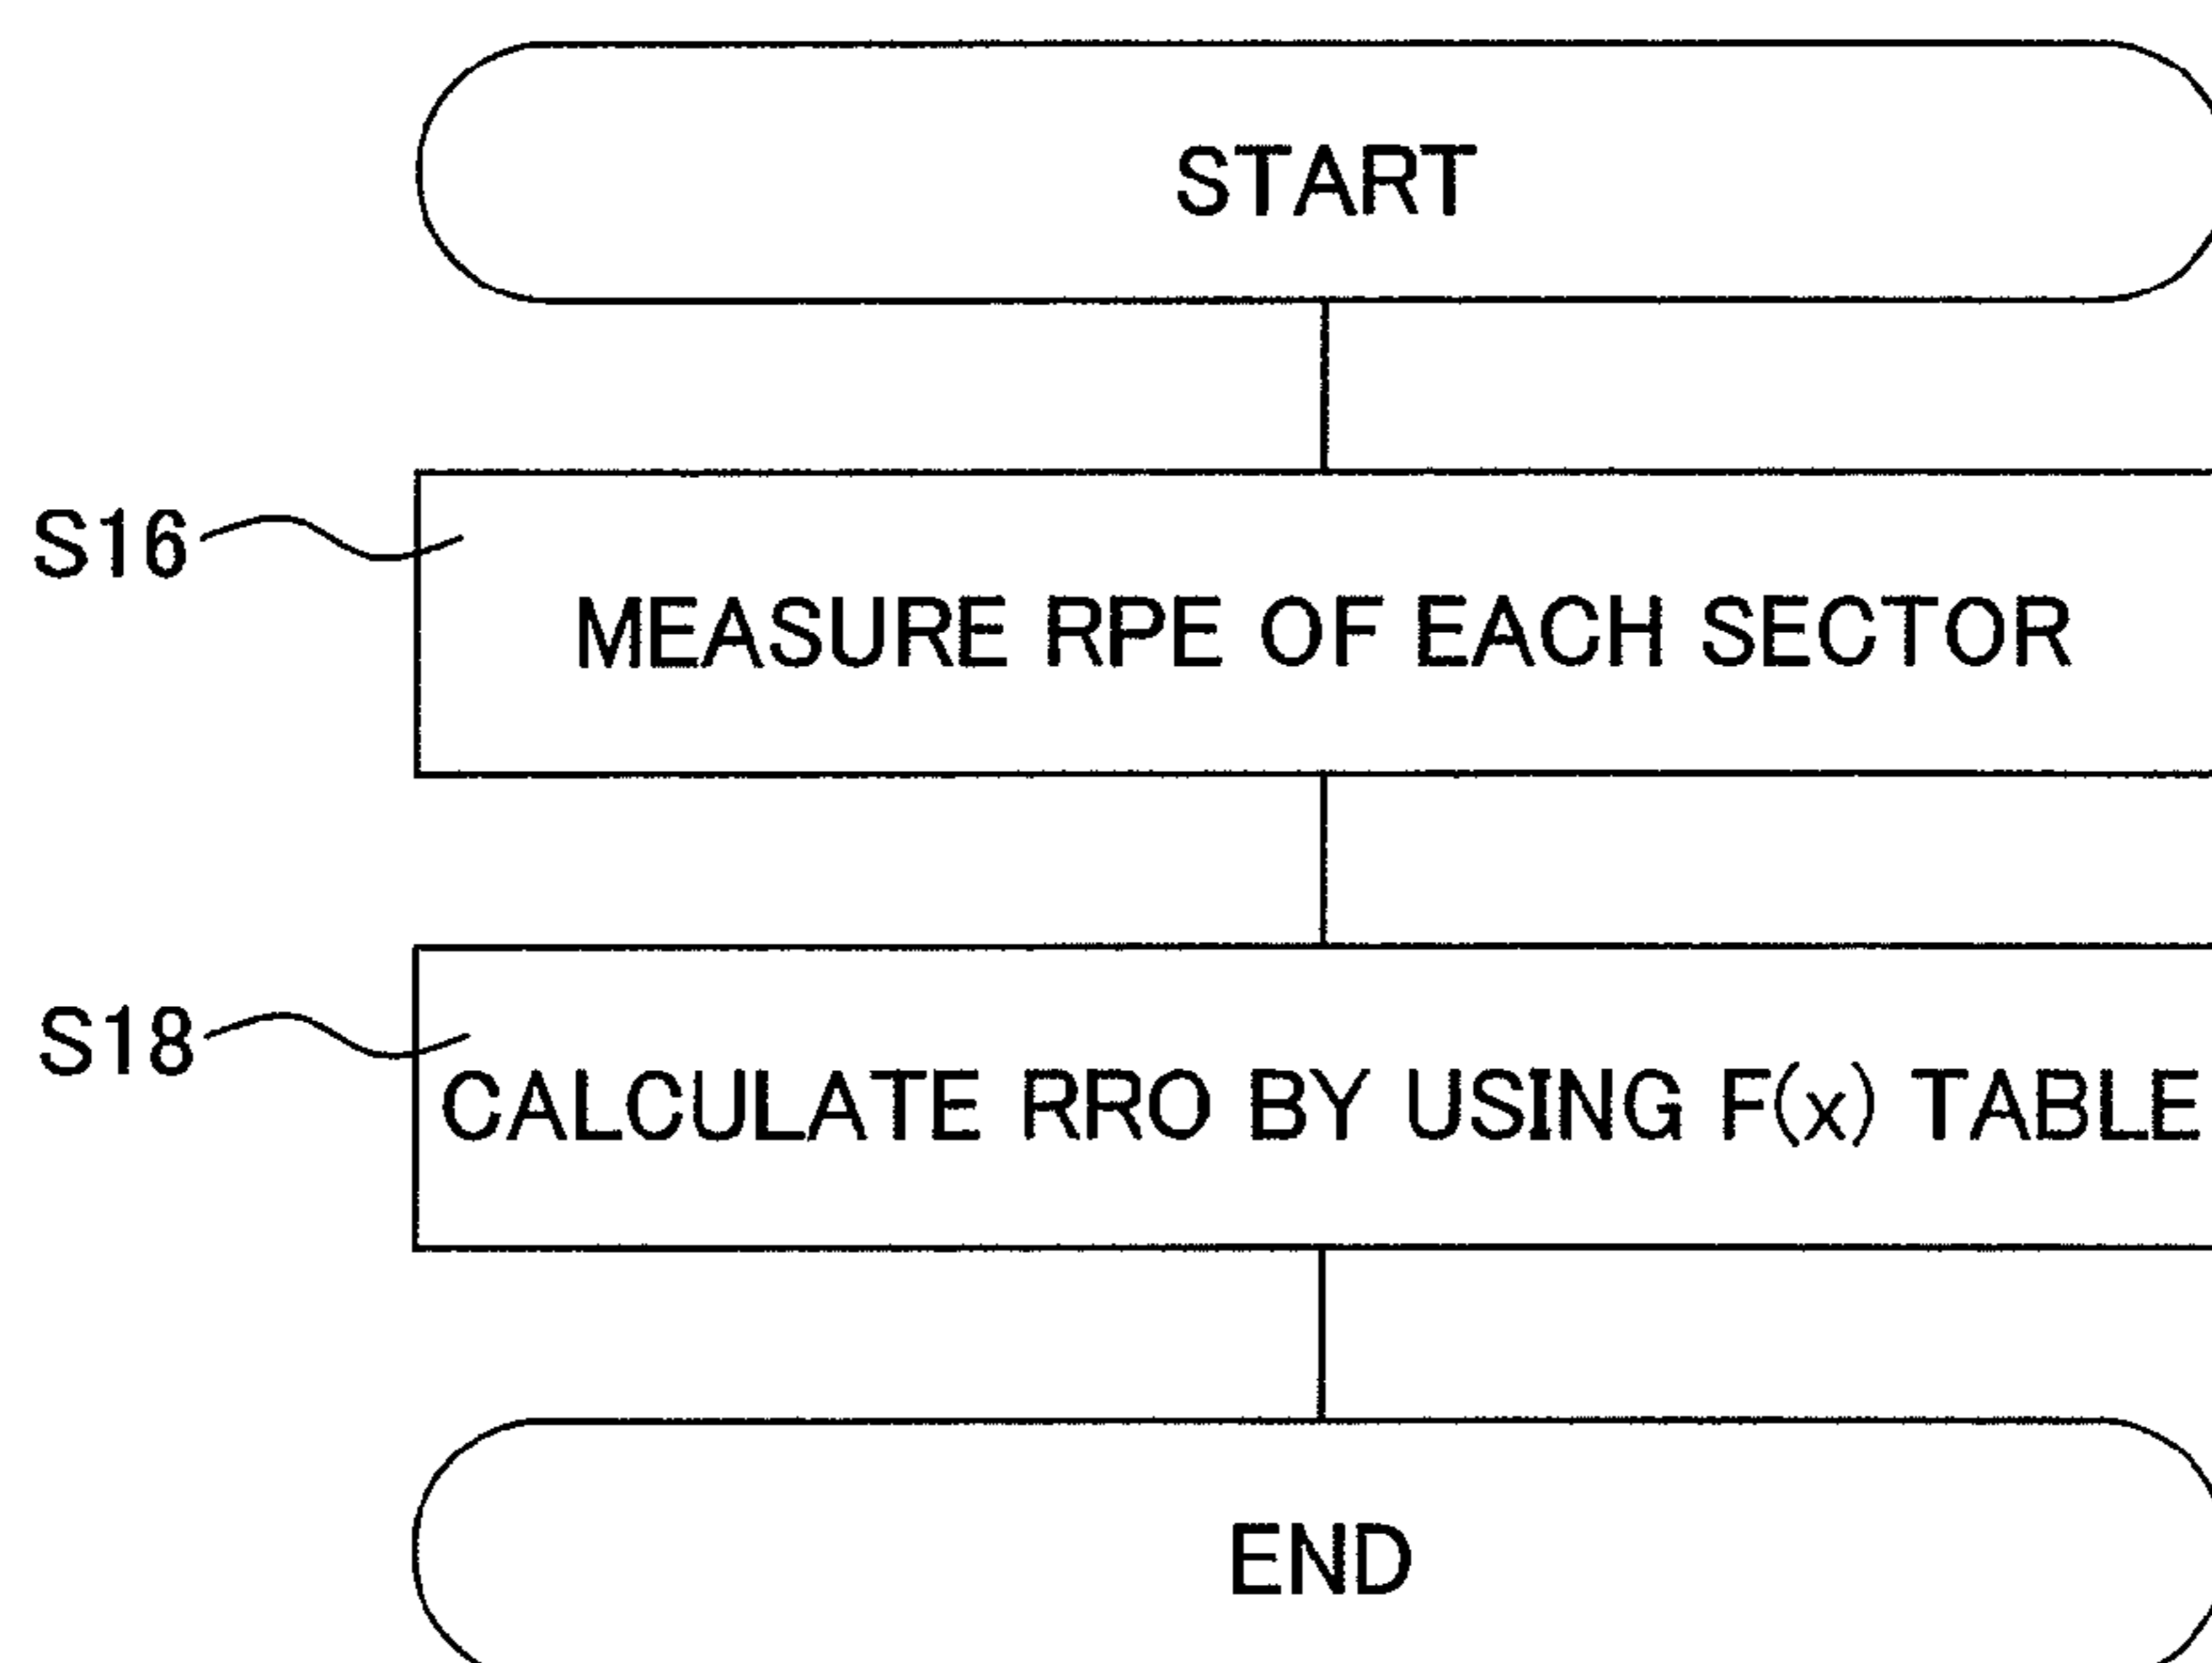 START
S16
MEASURE RPE OF EACH SECTOR
S18
CALCULATE RRO BY USING F(x) TABLE
END